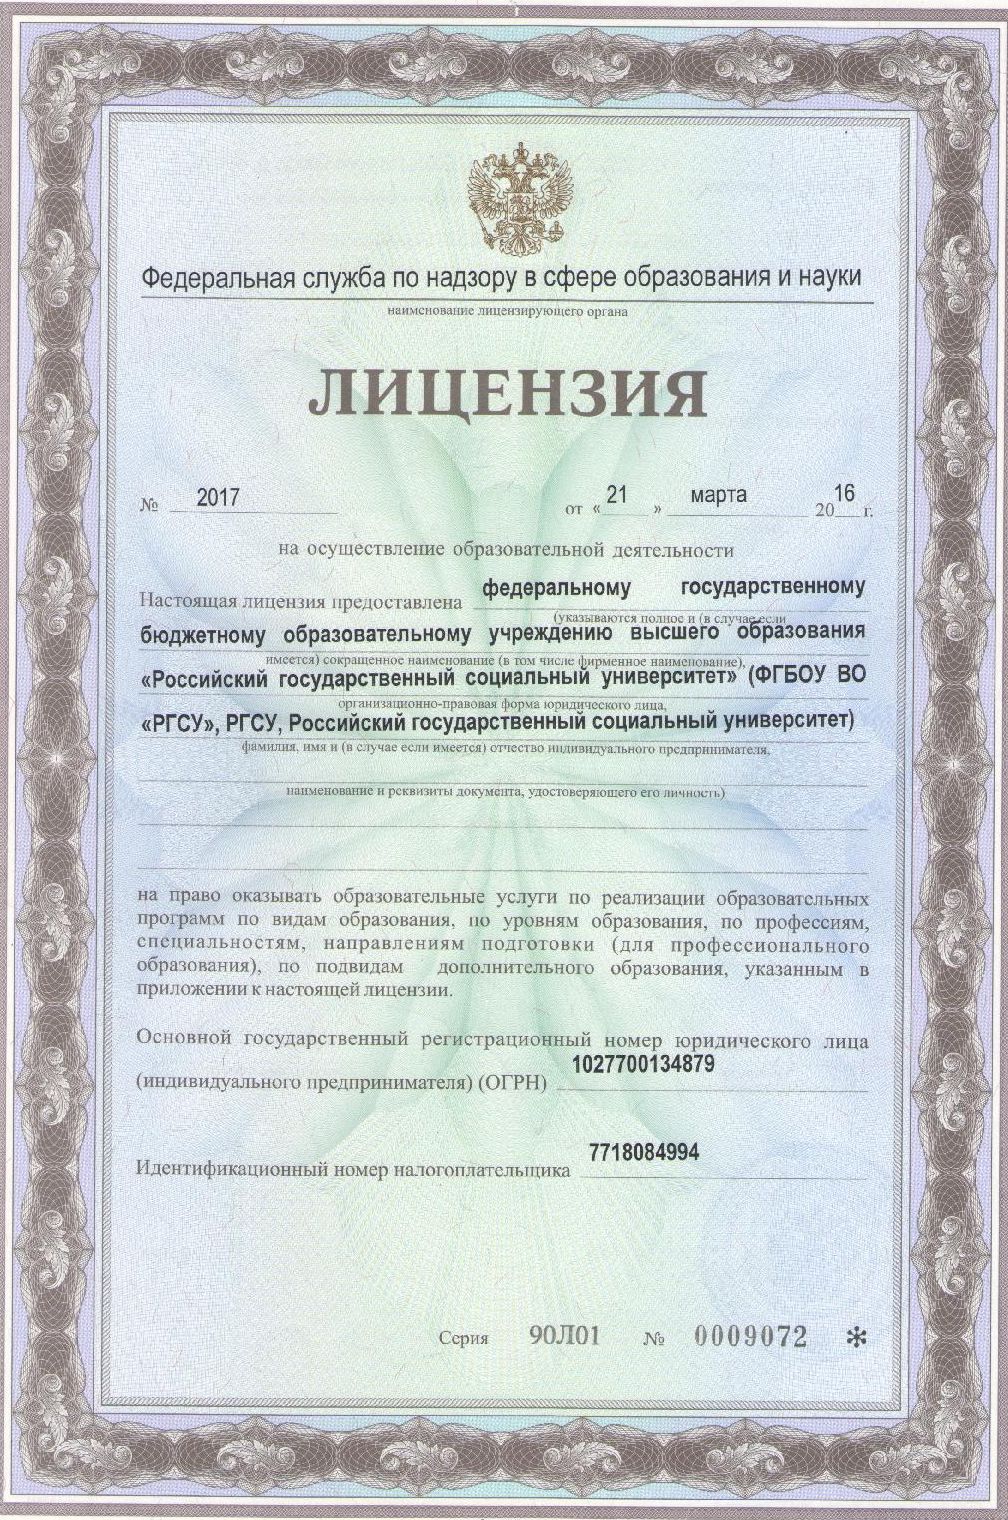 Федеральная служба по надзору в сфере образования и науки
наименование лицензирующего органа
ЛИЦЕНЗИЯ
№ 2017 от « 21 » марта 2016 г.
на осуществление образовательной деятельности
Настоящая лицензия предоставлена федеральному государственному
(указываются полное и (в случае если
бюджетному образовательному учреждению высшего образования
имеется) сокращенное наименование (в том числе фирменное наименование),
«Российский государственный социальный университет» (ФГБОУ ВО
организационно-правовая форма юридического лица,
«РГСУ», РГСУ, Российский государственный социальный университет)
фамилия, имя и (в случае если имеется) отчество индивидуального предпринимателя,
наименование и реквизиты документа, удостоверяющего его личность)
на право оказывать образовательные услуги по реализации образовательных
программ по видам образования, по уровням образования, по профессиям,
специальностям, направлениям подготовки (для профессионального
образования), по подвидам дополнительного образования, указанным в
приложении к настоящей лицензии.
Основной государственный регистрационный номер юридического лица
(индивидуального предпринимателя) (ОГРН) 1027700134879
Идентификационный номер налогоплательщика 7718084994
Серия 90Л01 № 0009072 *